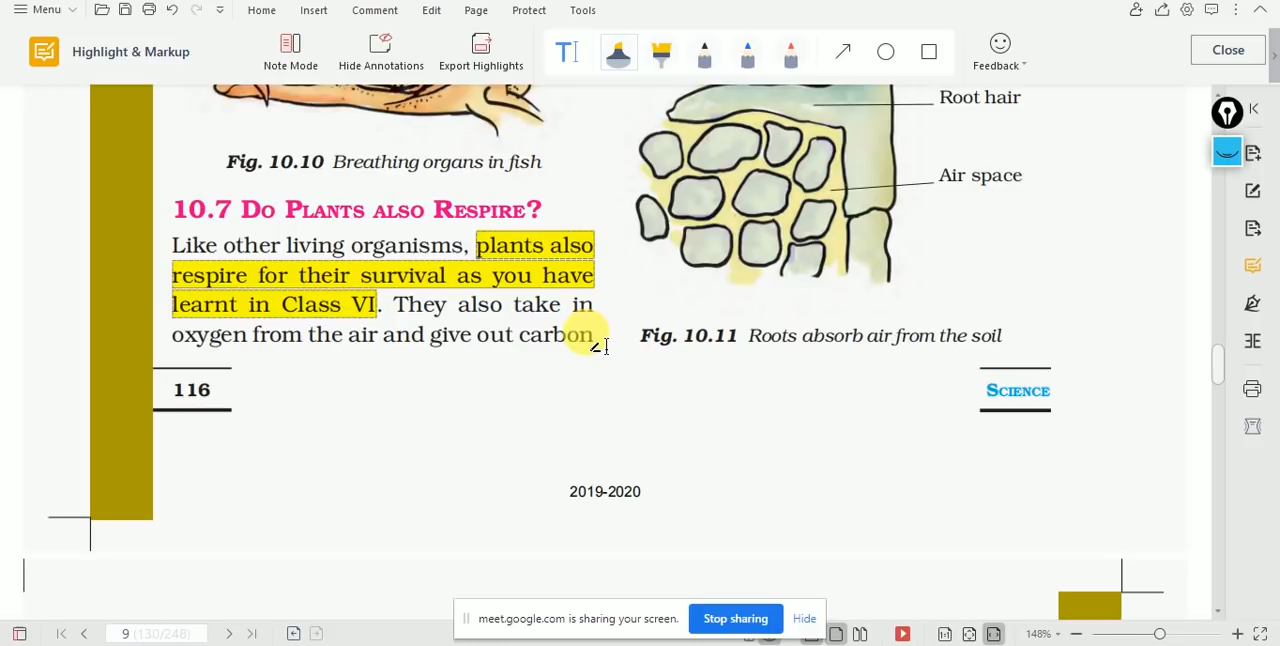 Menu
Home Insert Comment Edit Page Protect Tools
Highlight & Markup
Note Mode
Hide Annotations
Export Highlights
T
Feedback
Close
Root hair
Air space
Fig. 10.10 Breathing organs in fish
10.7 Do Plants also Respire?
Like other living organisms, plants also
respire for their survival as you have
learnt in Class VI. They also take in
oxygen from the air and give out carbon
Fig. 10.11 Roots absorb air from the soil
116
Science
2019-2020
meet.google.com is sharing your screen. Stop sharing Hide
9 (130/248)
148%